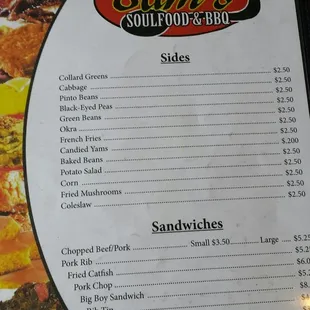 SOULFOOD & BBQ
Sides
Collard Greens $2.50
Cabbage $2.50
Pinto Beans $2.50
Black-Eyed Peas $2.50
Green Beans $2.50
Okra $2.50
French Fries $2.50
Candied Yams $.200
Baked Beans $2.50
Potato Salad $2.50
Corn $2.50
Fried Mushrooms $2.50
Coleslaw $2.50
Sandwiches
Chopped Beef/Pork Small $3.50 Large
Pork Rib
Fried Catfish
Pork Chop
Big Boy Sandwich